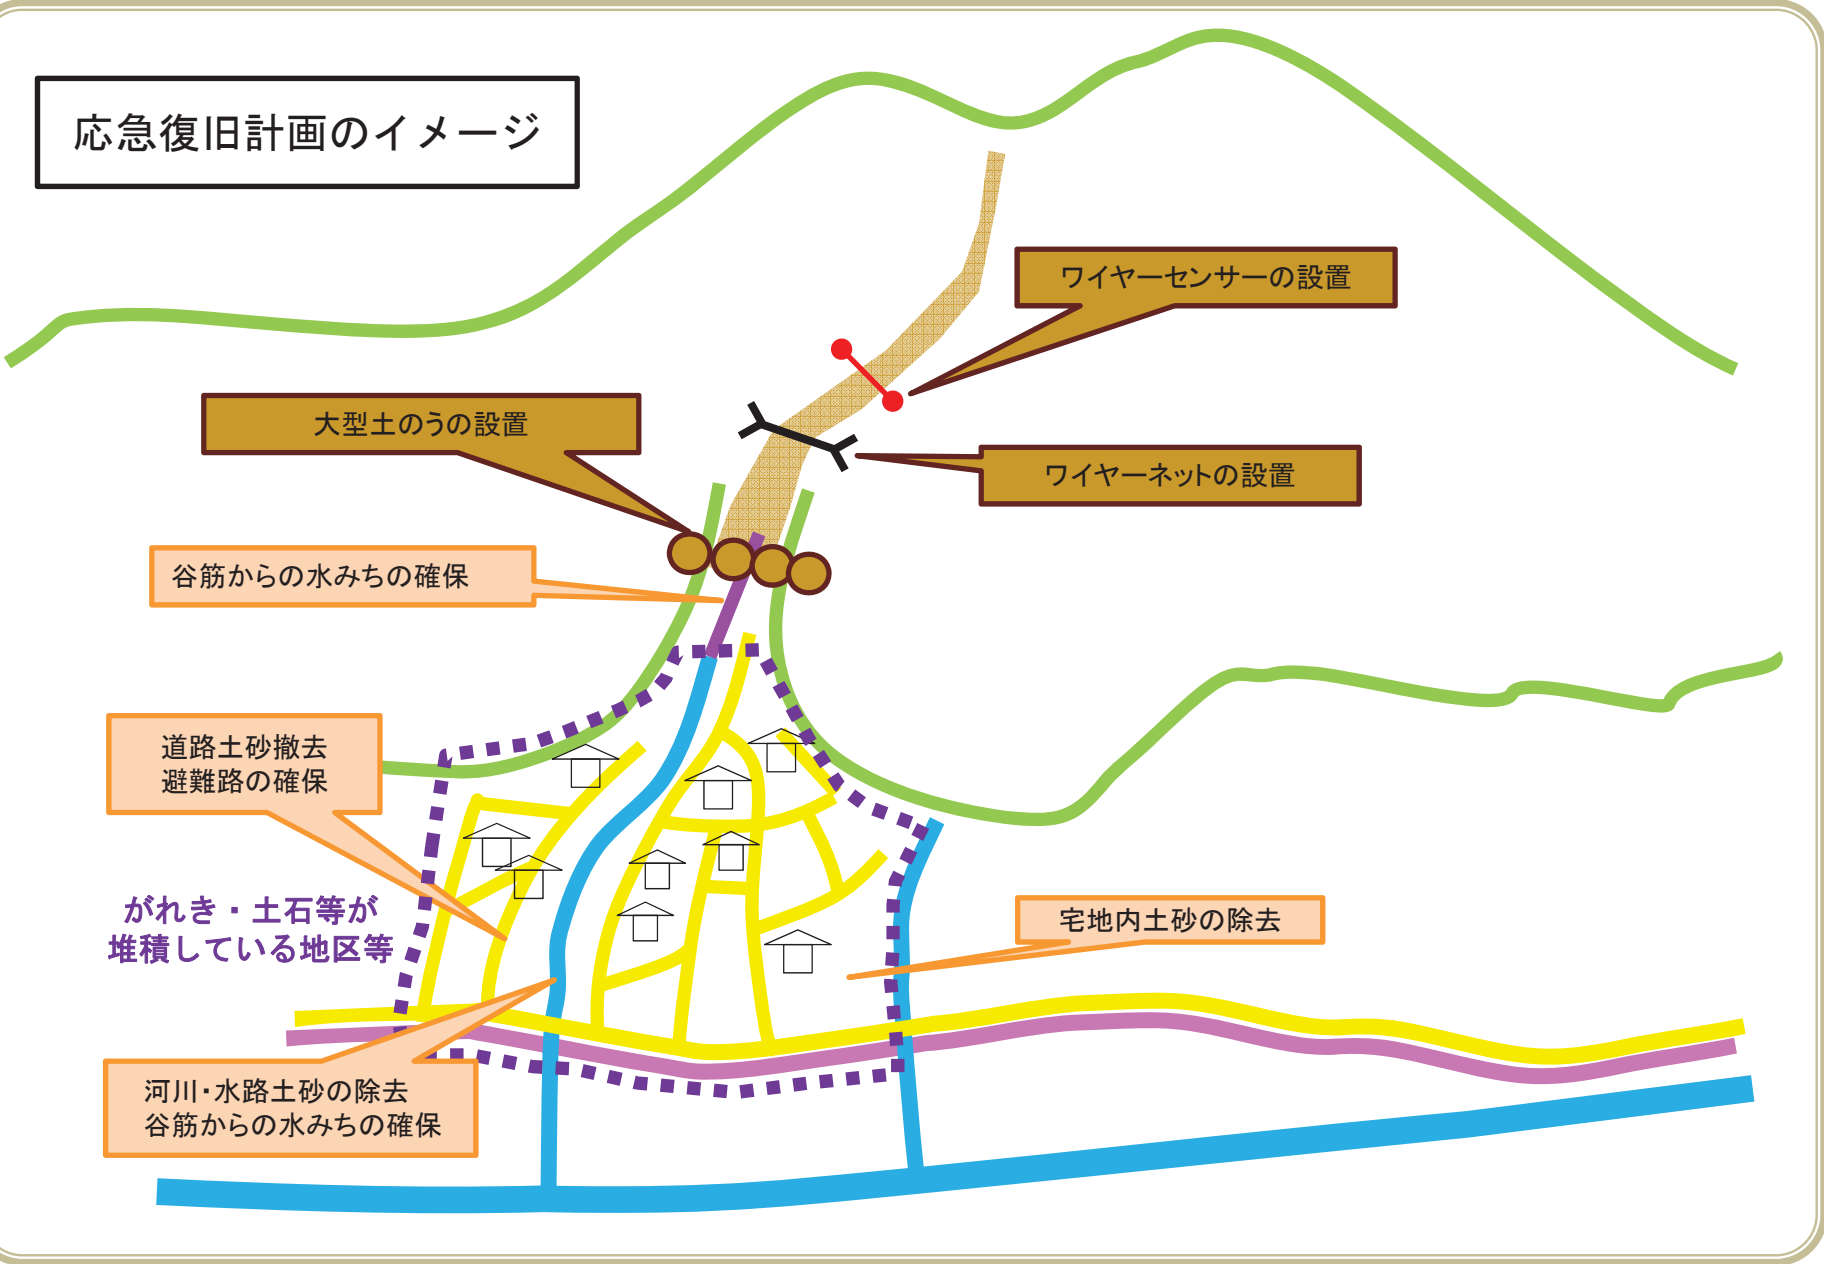 応急復旧計画のイメージ
ワイヤーセンサーの設置
大型土のうの設置
ワイヤーネットの設置
谷筋からの水みちの確保
道路土砂撤去
避難路の確保
がれき・土石等が
堆積している地区等
宅地内土砂の除去
河川・水路土砂の除去
谷筋からの水みちの確保